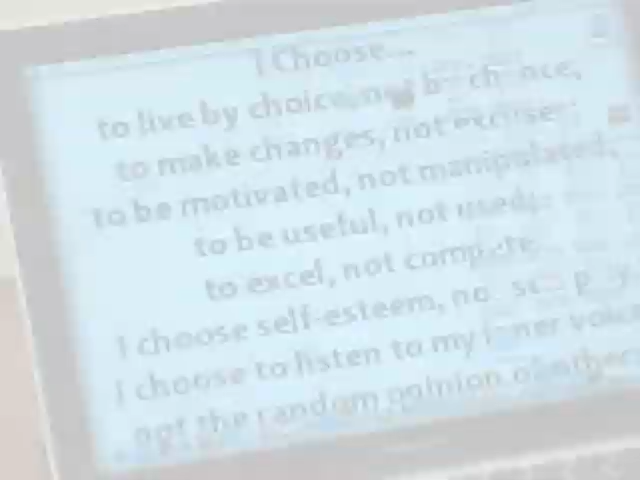 I Choose...
to live by choice, not by chance,
to make changes, not excuses
to be motivated, not manipulated,
to be useful, not used,
to excel, not compete
I choose self-esteem, not self pity
I choose to listen to my inner voice
not the random opinion of others